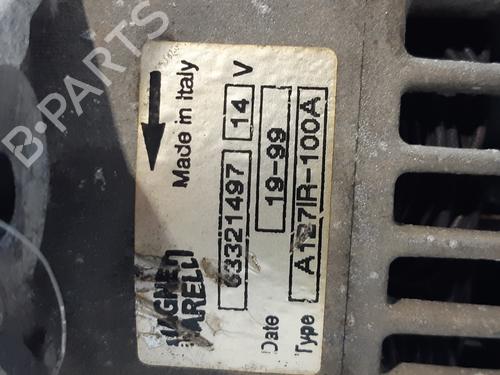 MAGNETI
MARELLI
Made in Italy
63321497 14 V
Date 19-99
Type A127IR-100A
B-PARTS